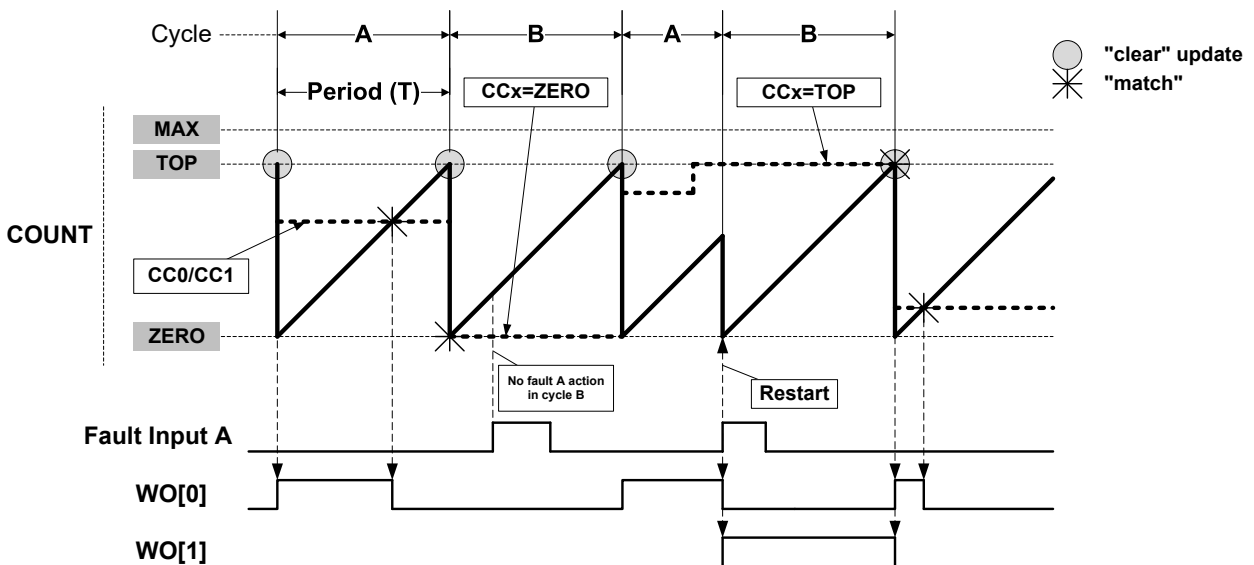 Cycle A B A B
"clear" update
"match"
Period (T)
CCx=ZERO
CCx=TOP
MAX
TOP
COUNT
CC0/CC1
ZERO
No fault A action
in cycle B
Restart
Fault Input A
WO[0]
WO[1]